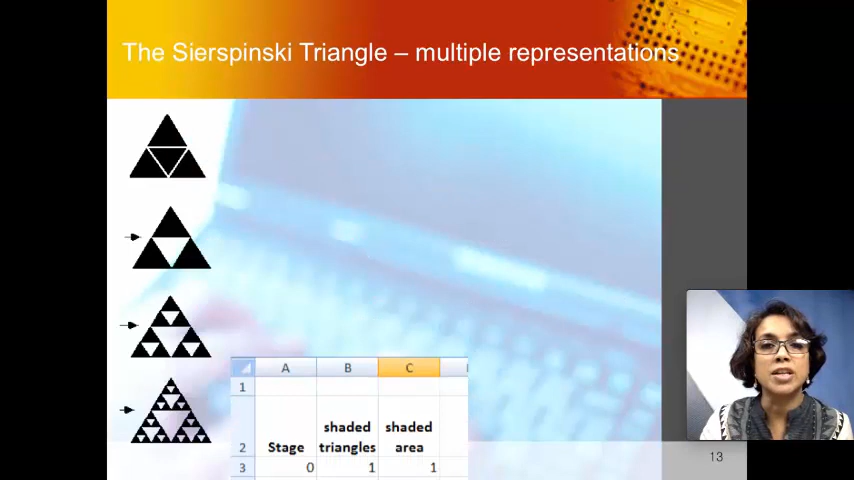 The Sierspinski Triangle – multiple representations
A B C
1
2 Stage shaded triangles shaded area
3 0 1 1
13